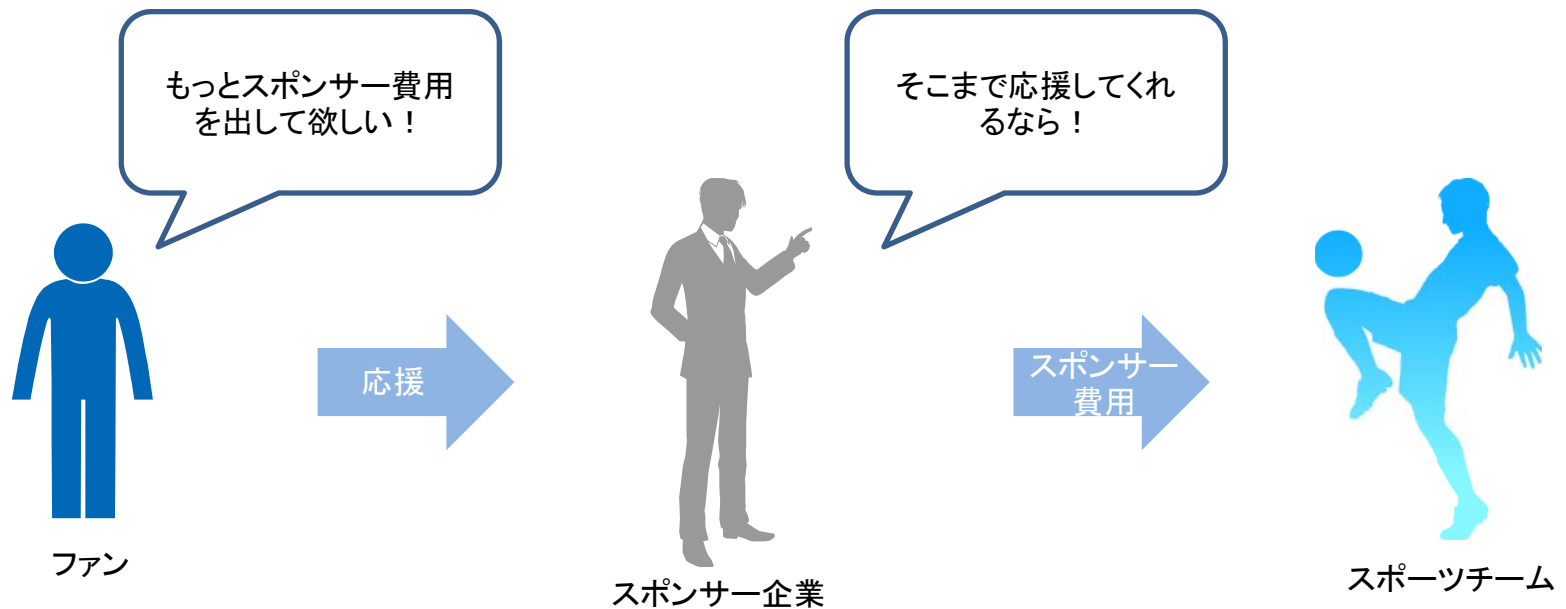 もっとスポンサー費用
を出して欲しい！
そこまで応援してくれ
るなら！
応援
スポンサー
費用
ファン
スポンサー企業
スポーツチーム